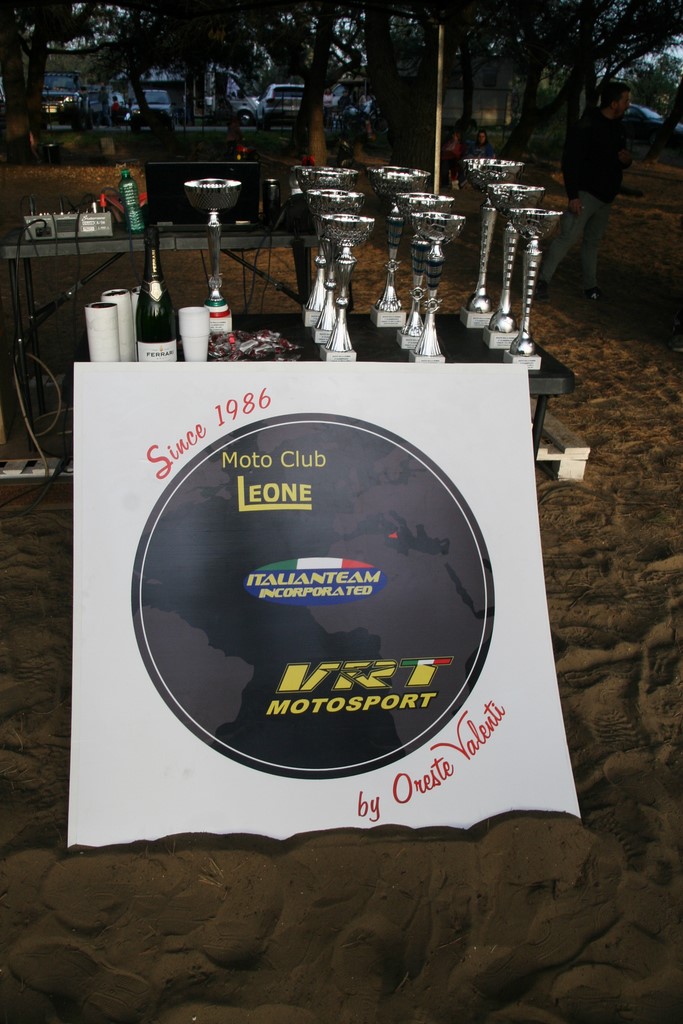 FERRARI
Since 1986
Moto Club
LEONE
ITALIANTEAM
INCORPORATED
VRT
MOTOSPORT
by Oreste Valenti